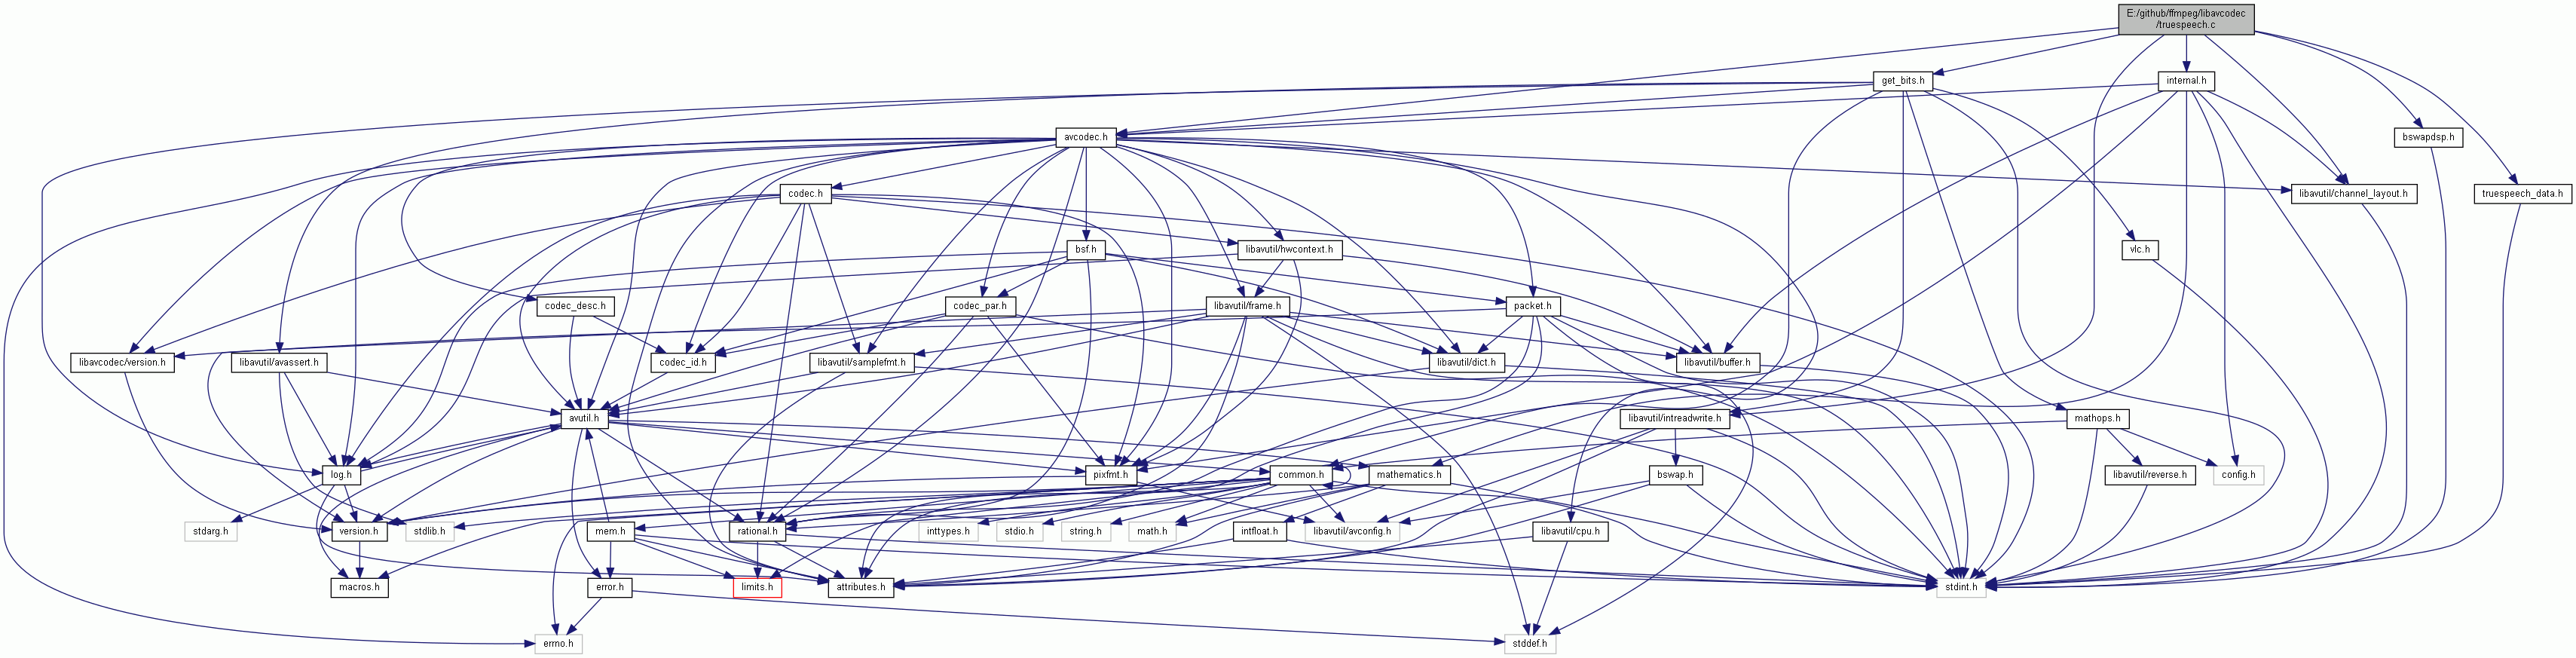 E:/github/ffmpeg/libavcodec
/truespeech.c
get_bits.h
internal.h
avcodec.h
bswapdsp.h
codec.h
libavutil/channel_layout.h
truespeech_data.h
bsf.h
libavutil/hwcontext.h
vlc.h
codec_desc.h
codec_par.h
libavutil/frame.h
packet.h
libavcodec/version.h
libavutil/avassert.h
codec_id.h
libavutil/samplefmt.h
libavutil/dict.h
libavutil/buffer.h
avutil.h
libavutil/intreadwrite.h
mathops.h
log.h
pixfmt.h
common.h
mathematics.h
bswap.h
libavutil/reverse.h
config.h
stdarg.h
version.h
stdlib.h
mem.h
rational.h
inttypes.h
stdio.h
string.h
math.h
intfloat.h
libavutil/avconfig.h
libavutil/cpu.h
macros.h
error.h
limits.h
attributes.h
stdint.h
errno.h
stddef.h